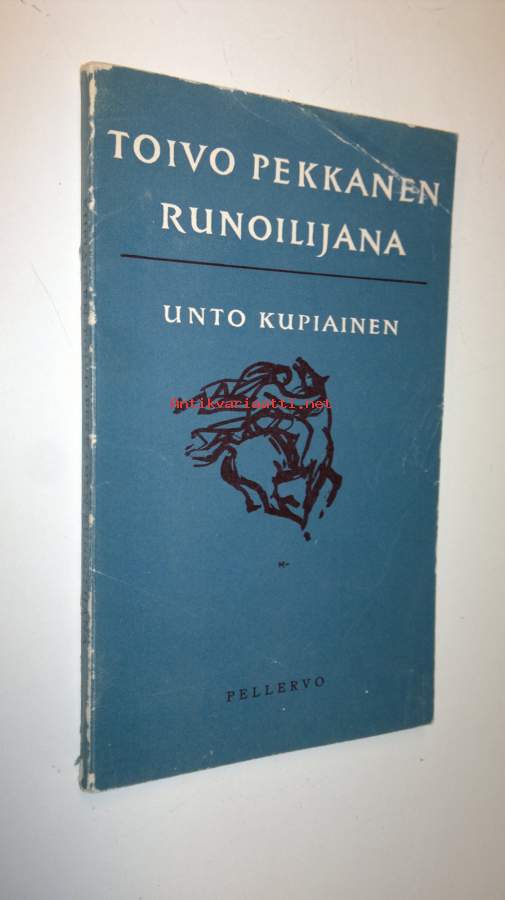 TOIVO PEKKANEN
RUNOILIJANA
UNTO KUPIAINEN
Antikvariaatti.net
PELLERVO